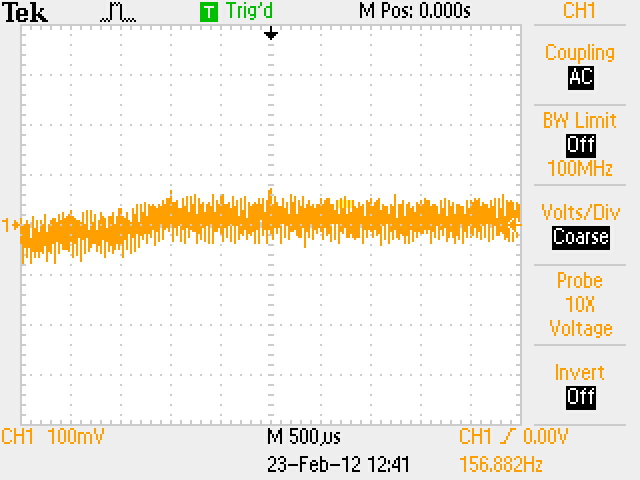 Tek T Trig'd M Pos: 0.000s CH1
Coupling
AC
BW Limit
Off
100MHz
1
Volts/Div
Coarse
Probe
10X
Voltage
Invert
Off
CH1 100mV M 500µs CH1 0.00V
23-Feb-12 12:41 156.882Hz